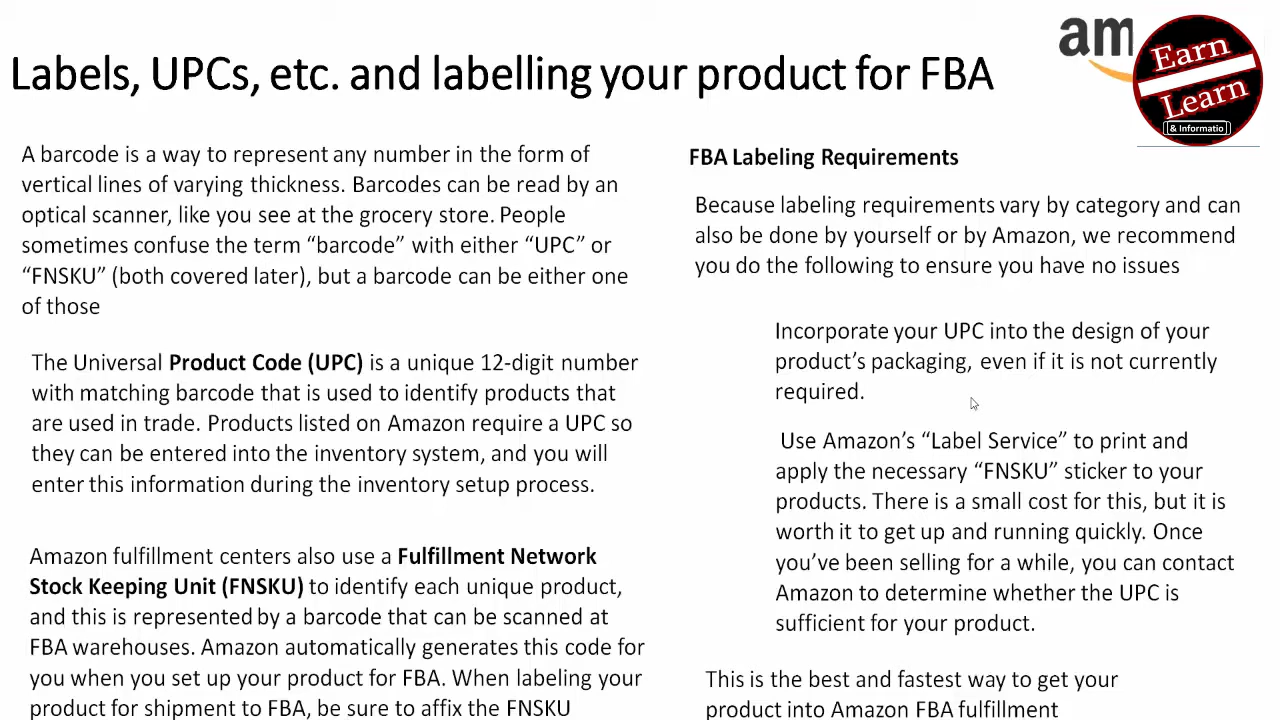 Labels, UPCs, etc. and labelling your product for FBA
am
Earn
Learn
& Informatio
A barcode is a way to represent any number in the form of
vertical lines of varying thickness. Barcodes can be read by an
optical scanner, like you see at the grocery store. People
sometimes confuse the term “barcode” with either “UPC” or
“FNSKU” (both covered later), but a barcode can be either one
of those
The Universal Product Code (UPC) is a unique 12-digit number
with matching barcode that is used to identify products that
are used in trade. Products listed on Amazon require a UPC so
they can be entered into the inventory system, and you will
enter this information during the inventory setup process.
Amazon fulfillment centers also use a Fulfillment Network
Stock Keeping Unit (FNSKU) to identify each unique product,
and this is represented by a barcode that can be scanned at
FBA warehouses. Amazon automatically generates this code for
you when you set up your product for FBA. When labeling your
product for shipment to FBA, be sure to affix the FNSKU
FBA Labeling Requirements
Because labeling requirements vary by category and can
also be done by yourself or by Amazon, we recommend
you do the following to ensure you have no issues
Incorporate your UPC into the design of your
product’s packaging, even if it is not currently
required.
Use Amazon’s “Label Service” to print and
apply the necessary “FNSKU” sticker to your
products. There is a small cost for this, but it is
worth it to get up and running quickly. Once
you’ve been selling for a while, you can contact
Amazon to determine whether the UPC is
sufficient for your product.
This is the best and fastest way to get your
product into Amazon FBA fulfillment